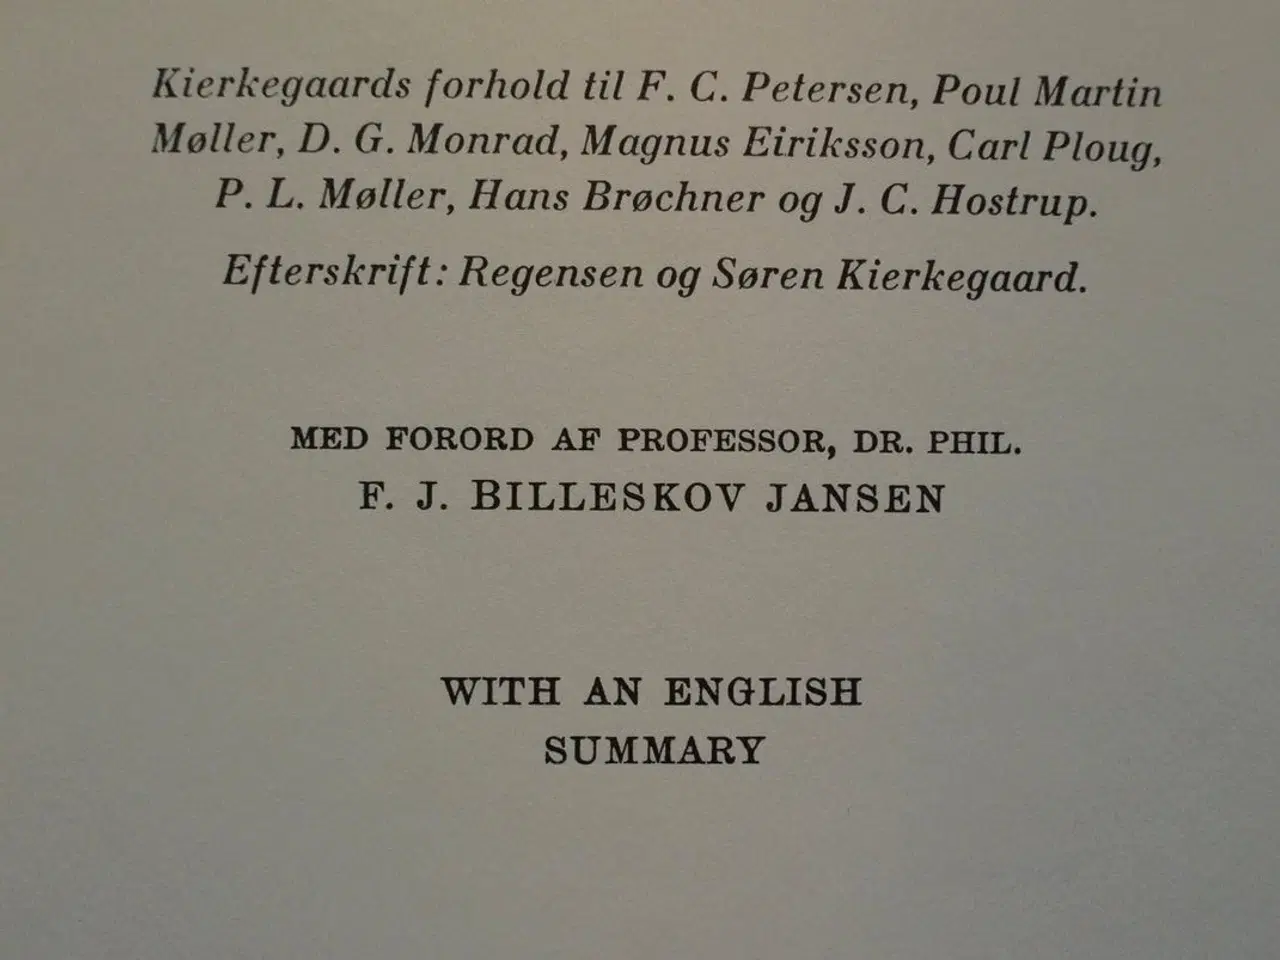 Kierkegaards forhold til F. C. Petersen, Poul Martin
Møller, D. G. Monrad, Magnus Eiriksson, Carl Ploug,
P. L. Møller, Hans Brøchner og J. C. Hostrup.
Efterskrift: Regensen og Søren Kierkegaard.
MED FORORD AF PROFESSOR, DR. PHIL.
F. J. BILLESKOV JANSEN
WITH AN ENGLISH
SUMMARY